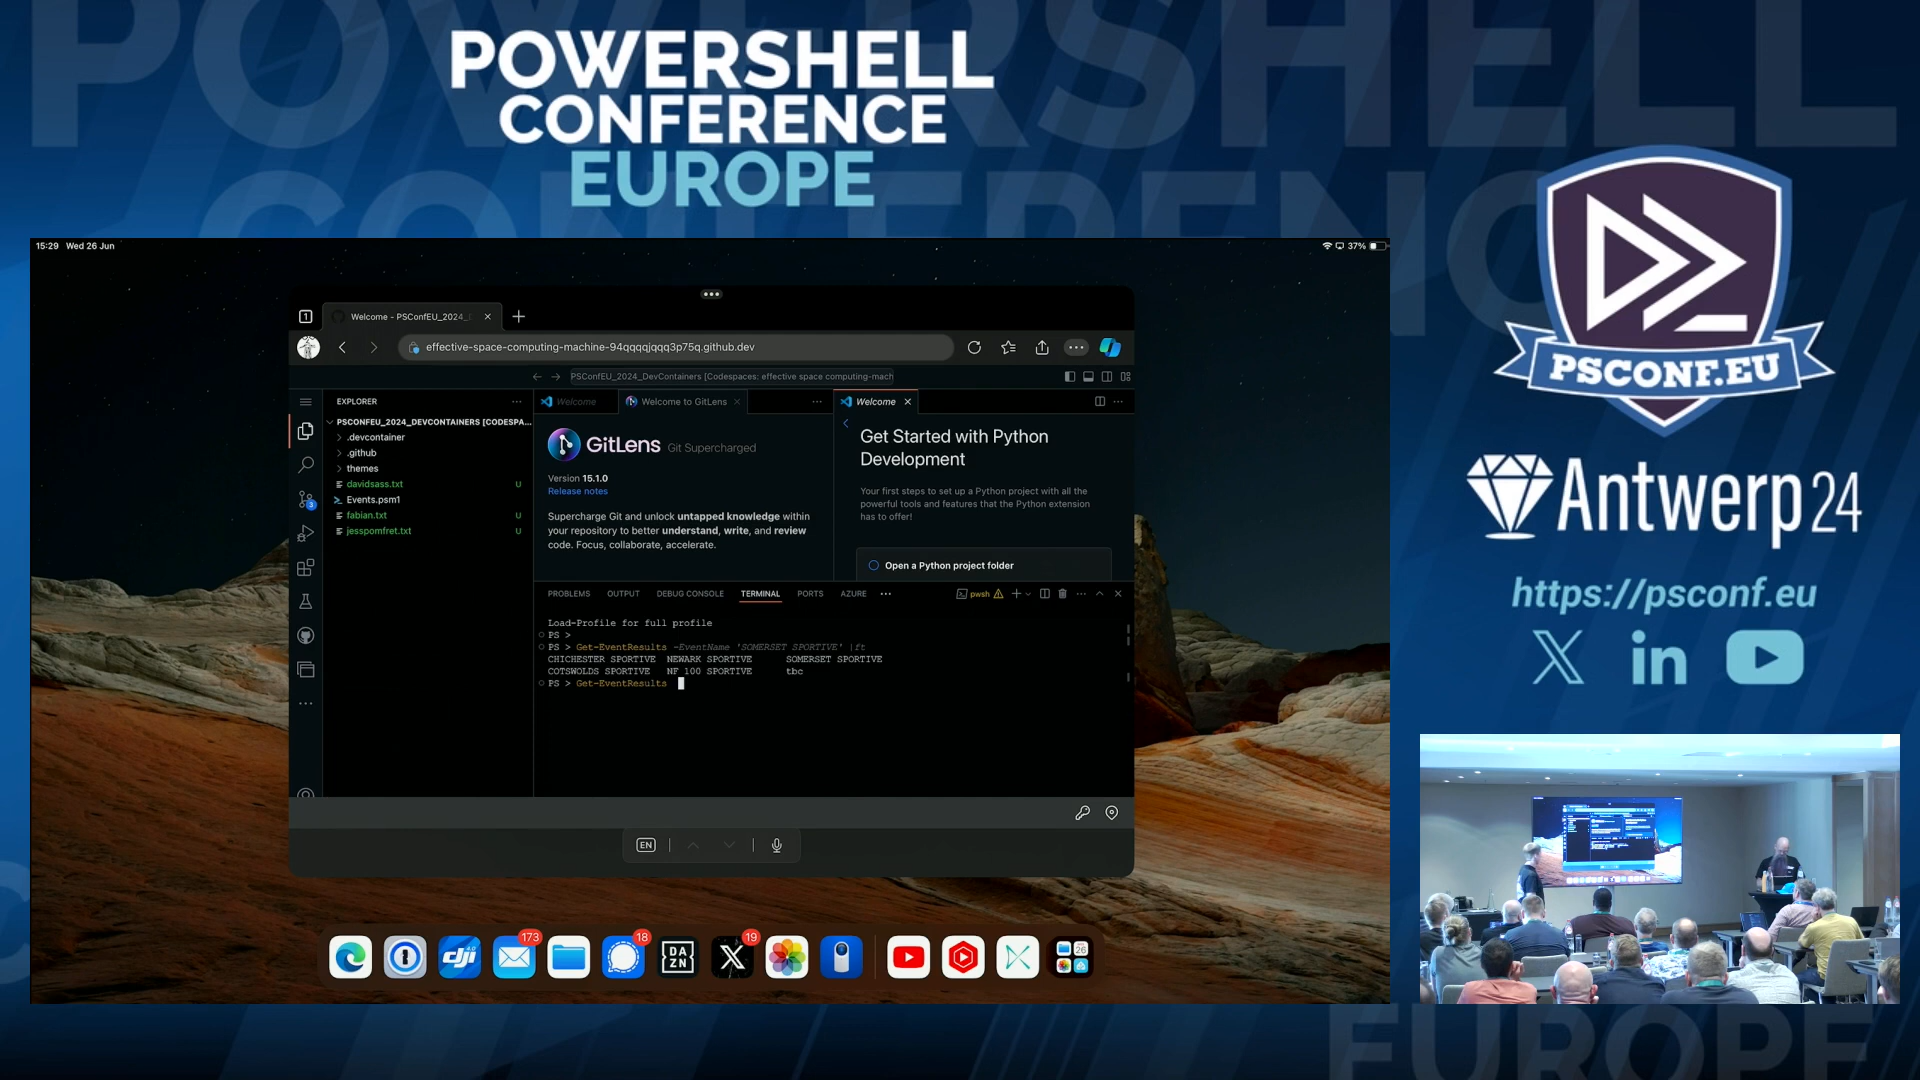 POWERSHELL
CONFERENCE
EUROPE
15:29 Wed 26 Jun
37%
Welcome - PSConfEU_2024_
effective-space-computing-machine-94qqqqjqqq3p75q.github.dev
PSConfEU_2024_DevContainers [Codespaces: effective space computing-mach
EXPLORER
PSCONFEU_2024_DEVCONTAINERS [CODESPA...
.devcontainer
.github
themes
davidsass.txt U
Events.psm1
fabian.txt U
jesspomfret.txt U
3
Welcome
Welcome to GitLens
GitLens Git Supercharged
Version 15.1.0
Release notes
Supercharge Git and unlock untapped knowledge within
your repository to better understand, write, and review
code. Focus, collaborate, accelerate.
Welcome
Get Started with Python
Development
Your first steps to set up a Python project with all the
powerful tools and features that the Python extension
has to offer!
Open a Python project folder
PROBLEMS OUTPUT DEBUG CONSOLE TERMINAL PORTS AZURE
pwsh
Load-Profile for full profile
PS >
PS > Get-EventResults -EventName 'SOMERSET SPORTIVE' |ft
CHICHESTER SPORTIVE NEWARK SPORTIVE SOMERSET SPORTIVE
COTSWOLDS SPORTIVE NF 100 SPORTIVE tbc
PS > Get-EventResults
EN
173
18
19
DA
ZN
26
PSCONF.EU
Antwerp 24
https://psconf.eu